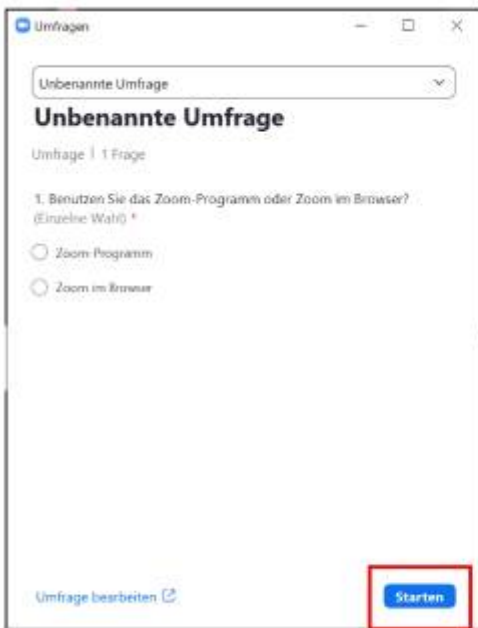 Umfragen
Unbenannte Umfrage
Unbenannte Umfrage
Umfrage | 1 Frage
1. Benutzen Sie das Zoom-Programm oder Zoom im Browser?
(Einzelne Wahl) *
Zoom-Programm
Zoom im Browser
Umfrage bearbeiten
Starten